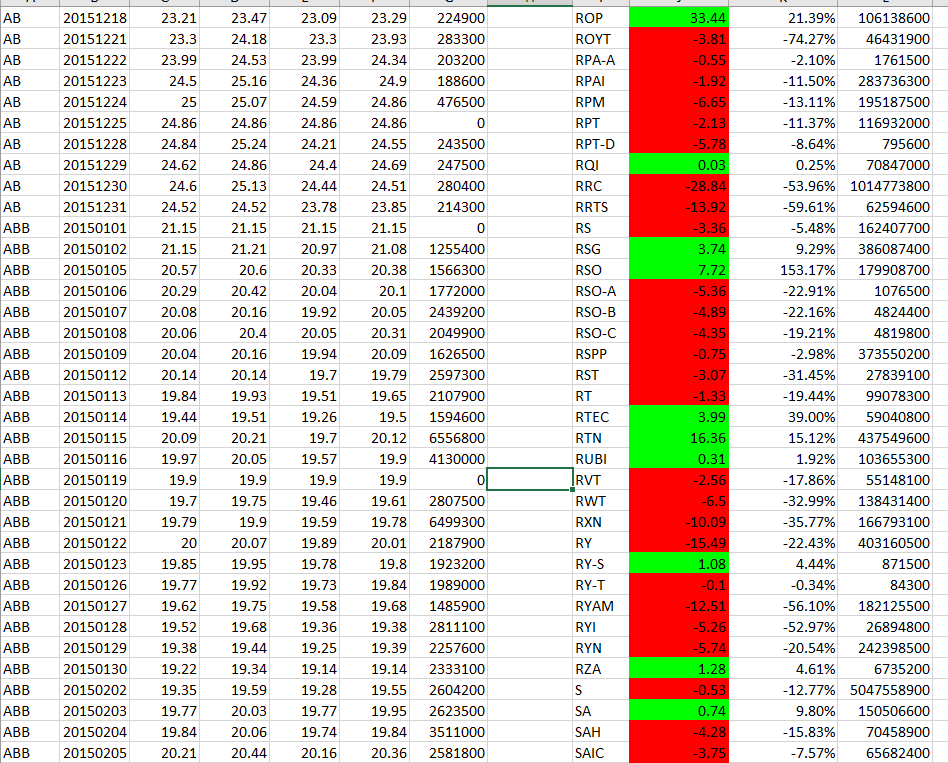 AB 20151218 23.21 23.47 23.09 23.29 224900 ROP 33.44 21.39% 106138600
AB 20151221 23.3 24.18 23.3 23.93 283300 ROYT -3.81 -74.27% 46431900
AB 20151222 23.99 24.53 23.99 24.34 203200 RPA-A -0.55 -2.10% 1761500
AB 20151223 24.5 25.16 24.36 24.9 188600 RPAI -1.92 -11.50% 283736300
AB 20151224 25 25.07 24.59 24.86 476500 RPM -6.65 -13.11% 195187500
AB 20151225 24.86 24.86 24.86 24.86 0 RPT -2.13 -11.37% 116932000
AB 20151228 24.84 25.24 24.21 24.55 243500 RPT-D -5.78 -8.64% 795600
AB 20151229 24.62 24.86 24.4 24.69 247500 RQI 0.03 0.25% 70847000
AB 20151230 24.6 25.13 24.44 24.51 280400 RRC -28.84 -53.96% 1014773800
AB 20151231 24.52 24.52 23.78 23.85 214300 RRTS -13.92 -59.61% 62594600
ABB 20150101 21.15 21.15 21.15 21.15 0 RS -3.36 -5.48% 162407700
ABB 20150102 21.15 21.21 20.97 21.08 1255400 RSG 3.74 9.29% 386087400
ABB 20150105 20.57 20.6 20.33 20.38 1566300 RSO 7.72 153.17% 179908700
ABB 20150106 20.29 20.42 20.04 20.1 1772000 RSO-A -5.36 -22.91% 1076500
ABB 20150107 20.08 20.16 19.92 20.05 2439200 RSO-B -4.89 -22.16% 4824400
ABB 20150108 20.06 20.4 20.05 20.31 2049900 RSO-C -4.35 -19.21% 4819800
ABB 20150109 20.04 20.16 19.94 20.09 1626500 RSPP -0.75 -2.98% 373550200
ABB 20150112 20.14 20.14 19.7 19.79 2597300 RST -3.07 -31.45% 27839100
ABB 20150113 19.84 19.93 19.51 19.65 2107900 RT -1.33 -19.44% 99078300
ABB 20150114 19.44 19.51 19.26 19.5 1594600 RTEC 3.99 39.00% 59040800
ABB 20150115 20.09 20.21 19.7 20.12 6556800 RTN 16.36 15.12% 437549600
ABB 20150116 19.97 20.05 19.57 19.9 4130000 RUBI 0.31 1.92% 103655300
ABB 20150119 19.9 19.9 19.9 19.9 0 RVT -2.56 -17.86% 55148100
ABB 20150120 19.7 19.75 19.46 19.61 2807500 RWT -6.5 -32.99% 138431400
ABB 20150121 19.79 19.9 19.59 19.78 6499300 RXN -10.09 -35.77% 166793100
ABB 20150122 20 20.07 19.89 20.01 2187900 RY -15.49 -22.43% 403160500
ABB 20150123 19.85 19.95 19.78 19.8 1923200 RY-S 1.08 4.44% 871500
ABB 20150126 19.77 19.92 19.73 19.84 1989000 RY-T -0.1 -0.34% 84300
ABB 20150127 19.62 19.75 19.58 19.68 1485900 RYAM -12.51 -56.10% 182125500
ABB 20150128 19.52 19.68 19.36 19.38 2811100 RYI -5.26 -52.97% 26894800
ABB 20150129 19.38 19.44 19.25 19.39 2257600 RYN -5.74 -20.54% 242398500
ABB 20150130 19.22 19.34 19.14 19.14 2333100 RZA 1.28 4.61% 6735200
ABB 20150202 19.35 19.59 19.28 19.55 2604200 S -0.53 -12.77% 5047558900
ABB 20150203 19.77 20.03 19.77 19.95 2623500 SA 0.74 9.80% 150506600
ABB 20150204 19.84 20.06 19.74 19.84 3511000 SAH -4.28 -15.83% 70458900
ABB 20150205 20.21 20.44 20.16 20.36 2581800 SAIC -3.75 -7.57% 65682400